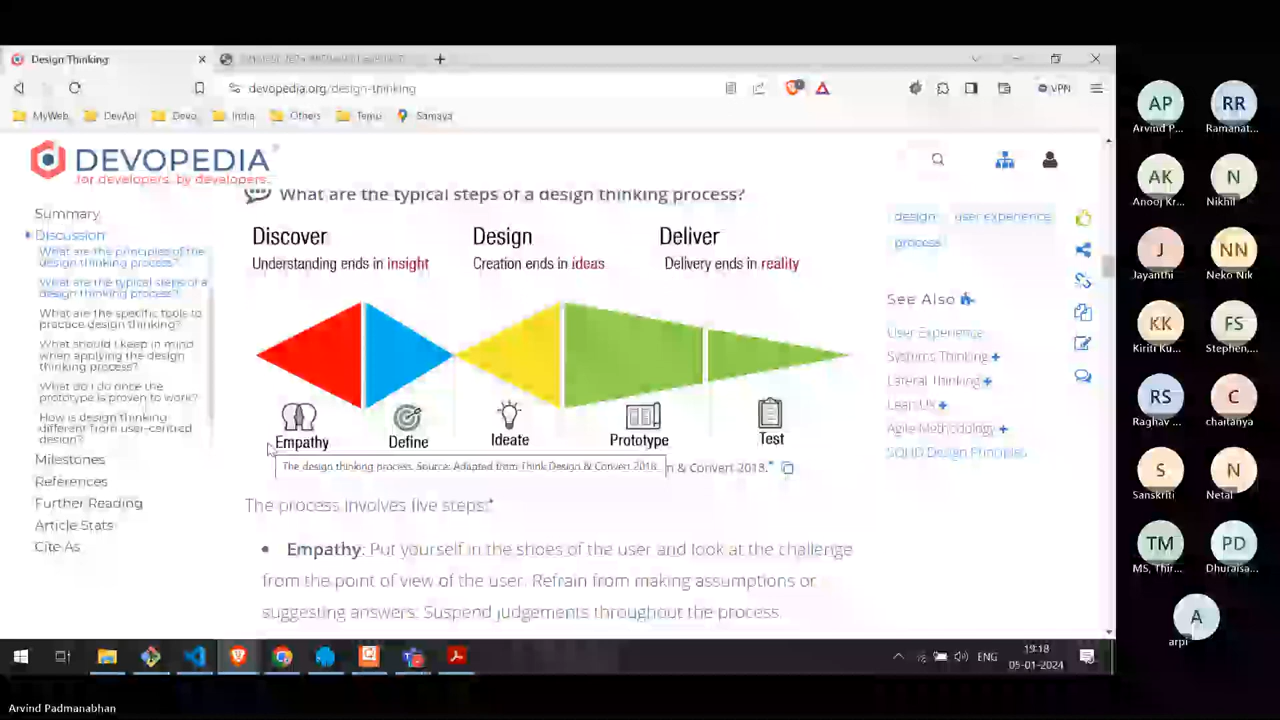 Design Thinking
devopedia.org/design-thinking
VPN
MyWeb
DevApi
Devo
India
Others
Temu
Samaya
DEVOPEDIA
for developers. by developers.
Summary
Discussion
What are the principles of the
design thinking process?
What are the typical steps of a
design thinking process?
What are the specific tools to
practice design thinking?
What should I keep in mind
when applying the design
thinking process?
What do I do once the
prototype is proven to work?
How is design thinking
different from user-centred
design?
Milestones
References
Further Reading
Article Stats
Cite As
What are the typical steps of a design thinking process?
Discover
Understanding ends in insight
Design
Creation ends in ideas
Deliver
Delivery ends in reality
Empathy
Define
Ideate
Prototype
Test
The design thinking process. Source: Adapted from Think Design & Convert 2018.
n & Convert 2018.
The process involves five steps:
• Empathy: Put yourself in the shoes of the user and look at the challenge
from the point of view of the user. Refrain from making assumptions or
suggesting answers. Suspend judgements throughout the process.
design user experience
process
See Also
User Experience
Systems Thinking +
Lateral Thinking +
Lean UX +
Agile Methodology +
SOLID Design Principles
ENG
19:18
05-01-2024
AP
Arvind P...
RR
Ramanat...
AK
Anooj Kr...
N
Nikhil
J
Jayanthi
NN
Neko Nik
KK
Kiriti Ku...
FS
Stephen,...
RS
Raghav ...
C
chaitanya
S
Sanskriti
N
Netal
TM
MS, Thir...
PD
Dhuraisa...
A
arpi
Arvind Padmanabhan